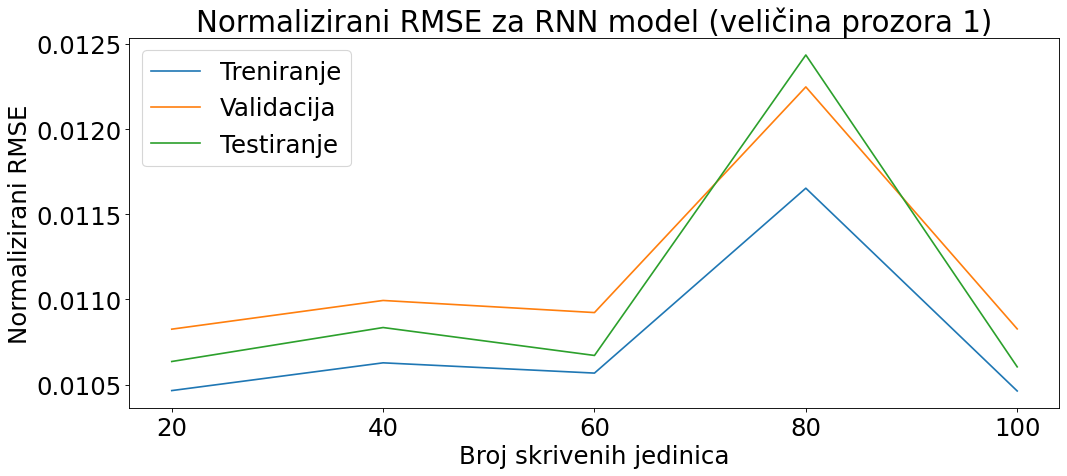 Normalizirani RMSE za RNN model (veličina prozora 1)
0.0125
0.0120
0.0115
0.0110
0.0105
Normalizirani RMSE
Treniranje
Validacija
Testiranje
20 40 60 80 100
Broj skrivenih jedinica